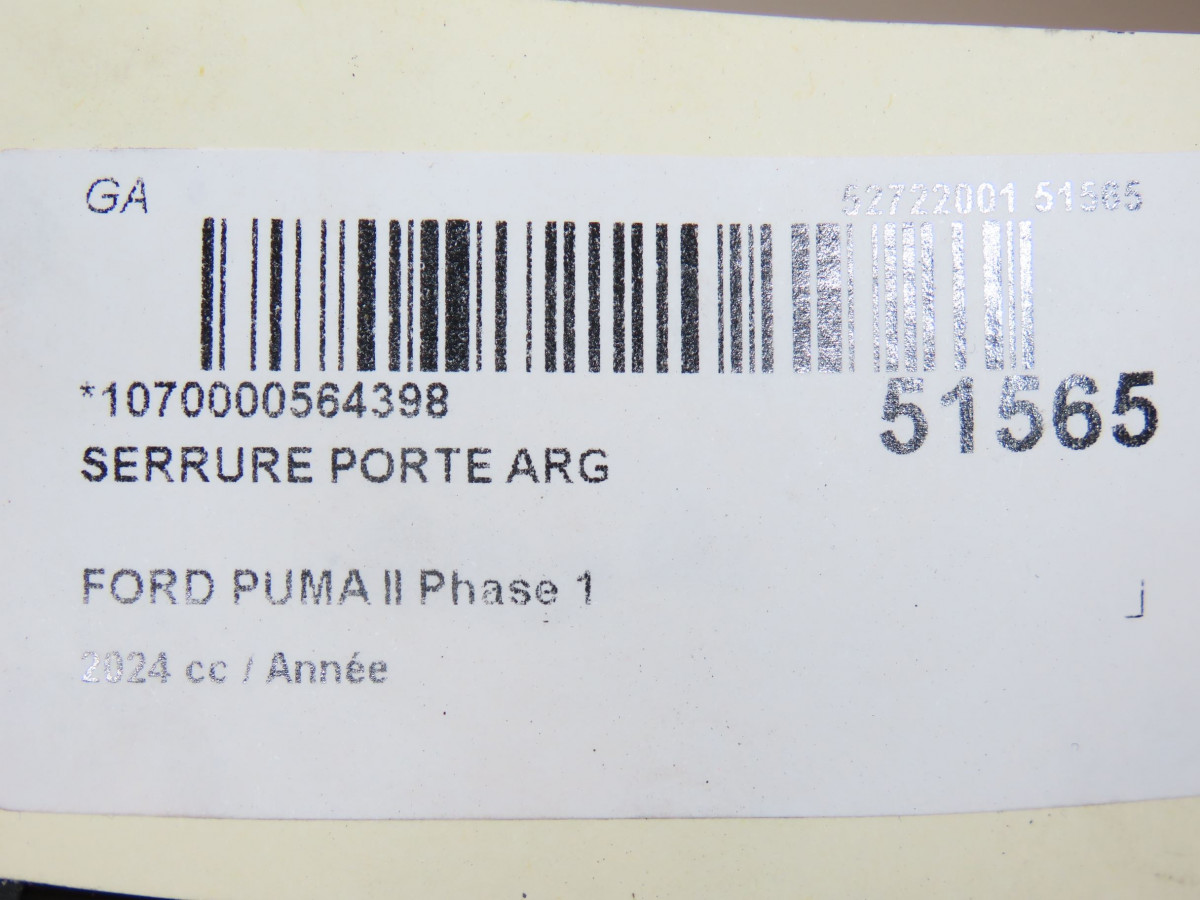 GA
52722001 51565
*1070000564398
51565
SERRURE PORTE ARG
FORD PUMA II Phase 1
2024 cc / Année